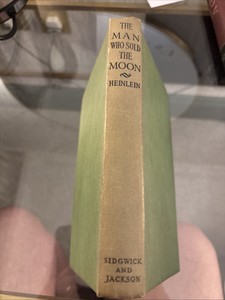 THE
MAN
WHO SOLD
THE
MOON
HEINLEIN
SIDGWICK
AND
JACKSON